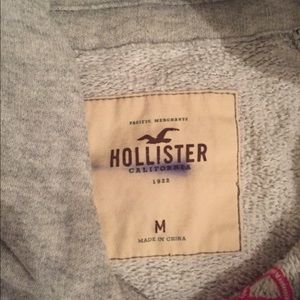 PACIFIC MERCHANTS
HOLLISTER
CALIFORNIA
1922
M
MADE IN CHINA